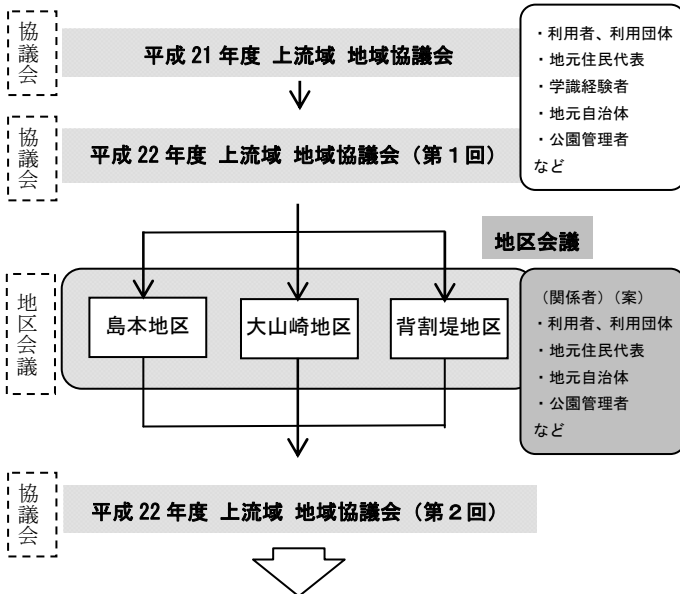 協議会
平成 21 年度 上流域 地域協議会
・利用者、利用団体
・地元住民代表
・学識経験者
・地元自治体
・公園管理者
など
協議会
平成 22 年度 上流域 地域協議会（第１回）
地区会議
地区会議
島本地区
大山崎地区
背割堤地区
（関係者）（案）
・利用者、利用団体
・地元住民代表
・地元自治体
・公園管理者
など
協議会
平成 22 年度 上流域 地域協議会（第２回）